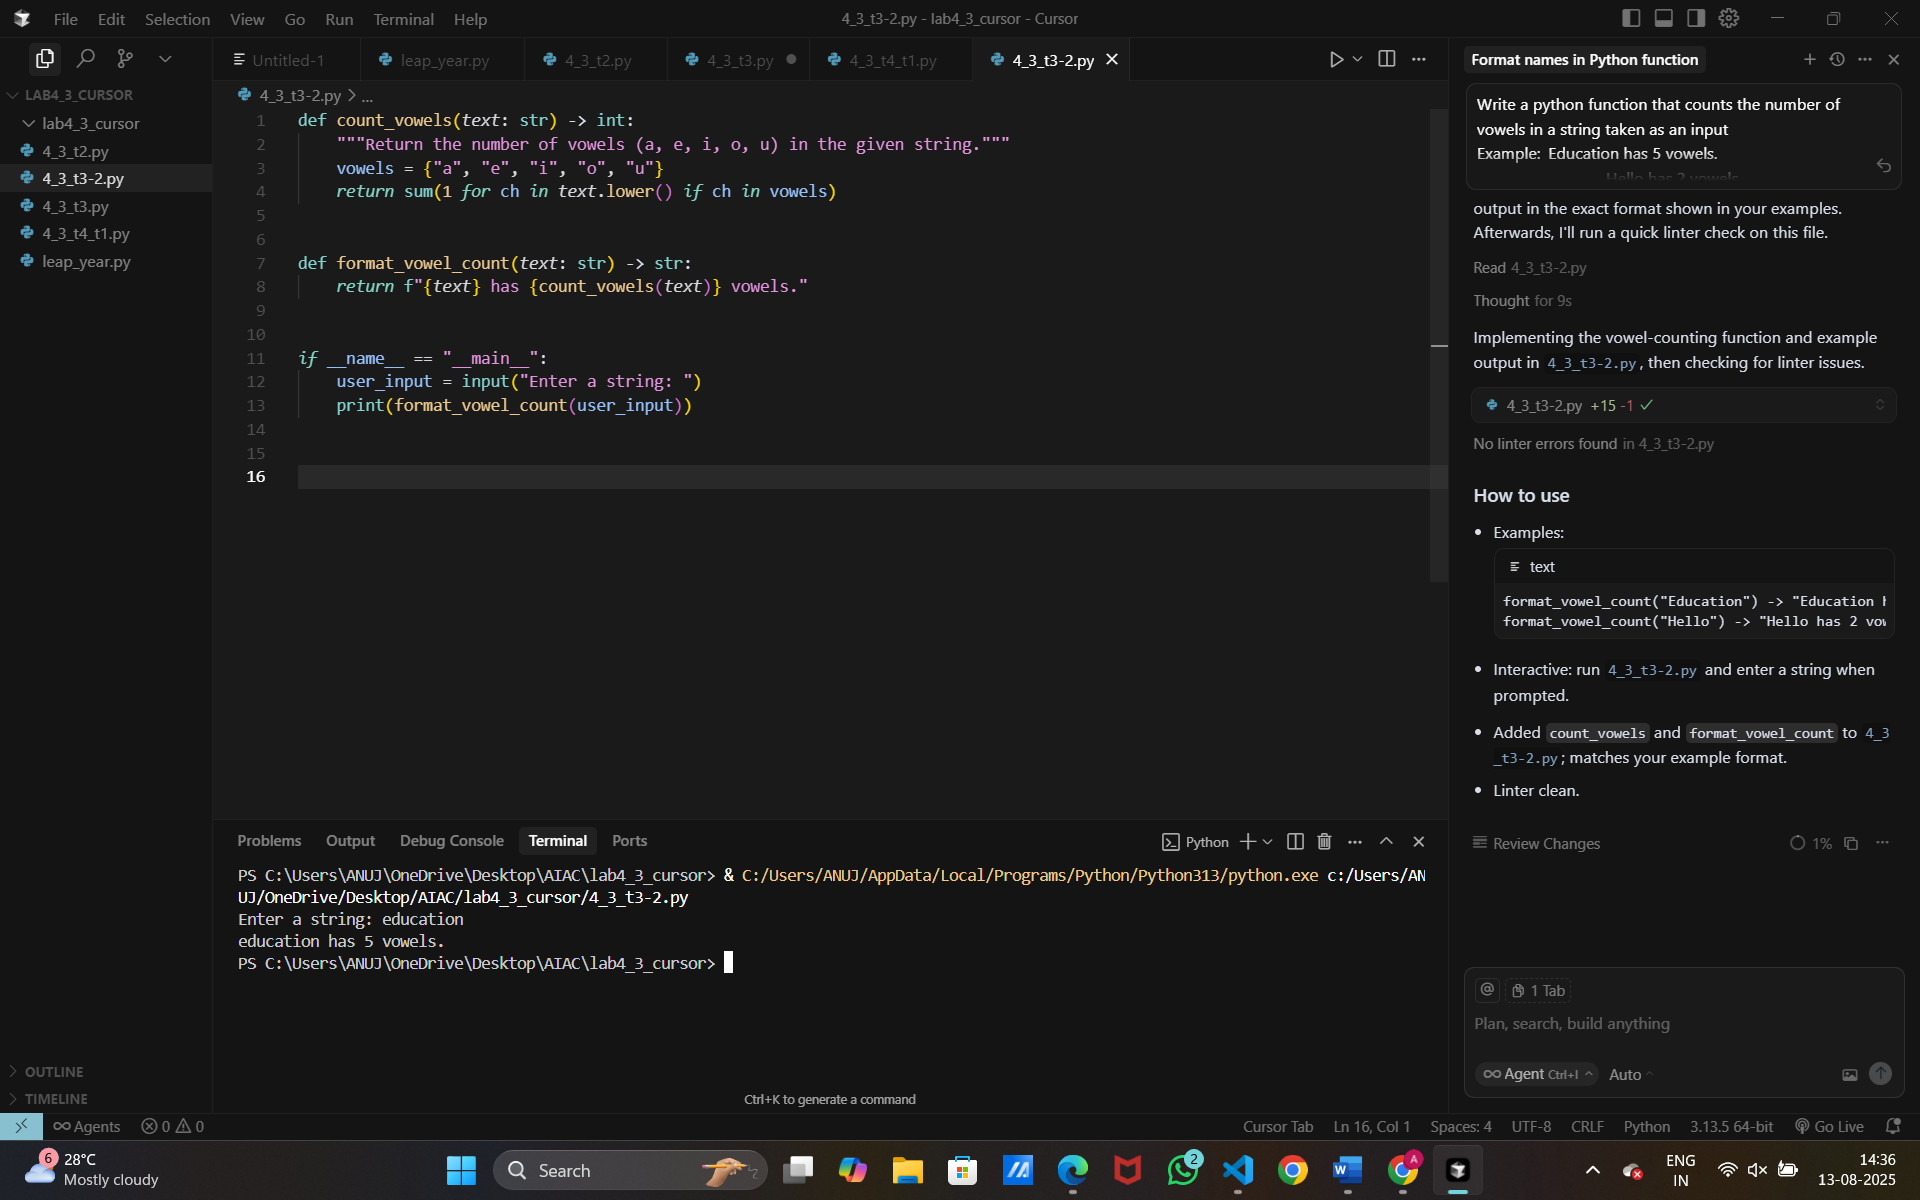 File Edit Selection View Go Run Terminal Help
4_3_t3-2.py - lab4_3_cursor - Cursor
Untitled-1 leap_year.py 4_3_t2.py 4_3_t3.py 4_3_t4_t1.py 4_3_t3-2.py
LAB4_3_CURSOR
lab4_3_cursor
4_3_t2.py
4_3_t3-2.py
4_3_t3.py
4_3_t4_t1.py
leap_year.py
OUTLINE
TIMELINE
4_3_t3-2.py > ...
1 def count_vowels(text: str) -> int:
2 """Return the number of vowels (a, e, i, o, u) in the given string."""
3 vowels = {"a", "e", "i", "o", "u"}
4 return sum(1 for ch in text.lower() if ch in vowels)
5
6
7 def format_vowel_count(text: str) -> str:
8 return f"{text} has {count_vowels(text)} vowels."
9
10
11 if __name__ == "__main__":
12 user_input = input("Enter a string: ")
13 print(format_vowel_count(user_input))
14
15
16
Problems Output Debug Console Terminal Ports
Python
PS C:\Users\ANUJ\OneDrive\Desktop\AIAC\lab4_3_cursor> & C:/Users/ANUJ/AppData/Local/Programs/Python/Python313/python.exe c:/Users/AN
UJ/OneDrive/Desktop/AIAC/lab4_3_cursor/4_3_t3-2.py
Enter a string: education
education has 5 vowels.
PS C:\Users\ANUJ\OneDrive\Desktop\AIAC\lab4_3_cursor>
Ctrl+K to generate a command
Format names in Python function
Write a python function that counts the number of
vowels in a string taken as an input
Example: Education has 5 vowels.
Hello has 2 vowels
output in the exact format shown in your examples.
Afterwards, I'll run a quick linter check on this file.
Read 4_3_t3-2.py
Thought for 9s
Implementing the vowel-counting function and example
output in 4_3_t3-2.py, then checking for linter issues.
4_3_t3-2.py +15 -1
No linter errors found in 4_3_t3-2.py
How to use
• Examples:
text
format_vowel_count("Education") -> "Education
format_vowel_count("Hello") -> "Hello has 2
• Interactive: run 4_3_t3-2.py and enter a string when
prompted.
• Added count_vowels and format_vowel_count to 4_3
_t3-2.py; matches your example format.
• Linter clean.
Review Changes 1%
@ 1 Tab
Plan, search, build anything
Agent Ctrl+I Auto
Agents 0 0
Cursor Tab Ln 16, Col 1 Spaces: 4 UTF-8 CRLF Python 3.13.5 64-bit Go Live
6
28°C
Mostly cloudy
Search
2
A
ENG
IN
14:36
13-08-2025